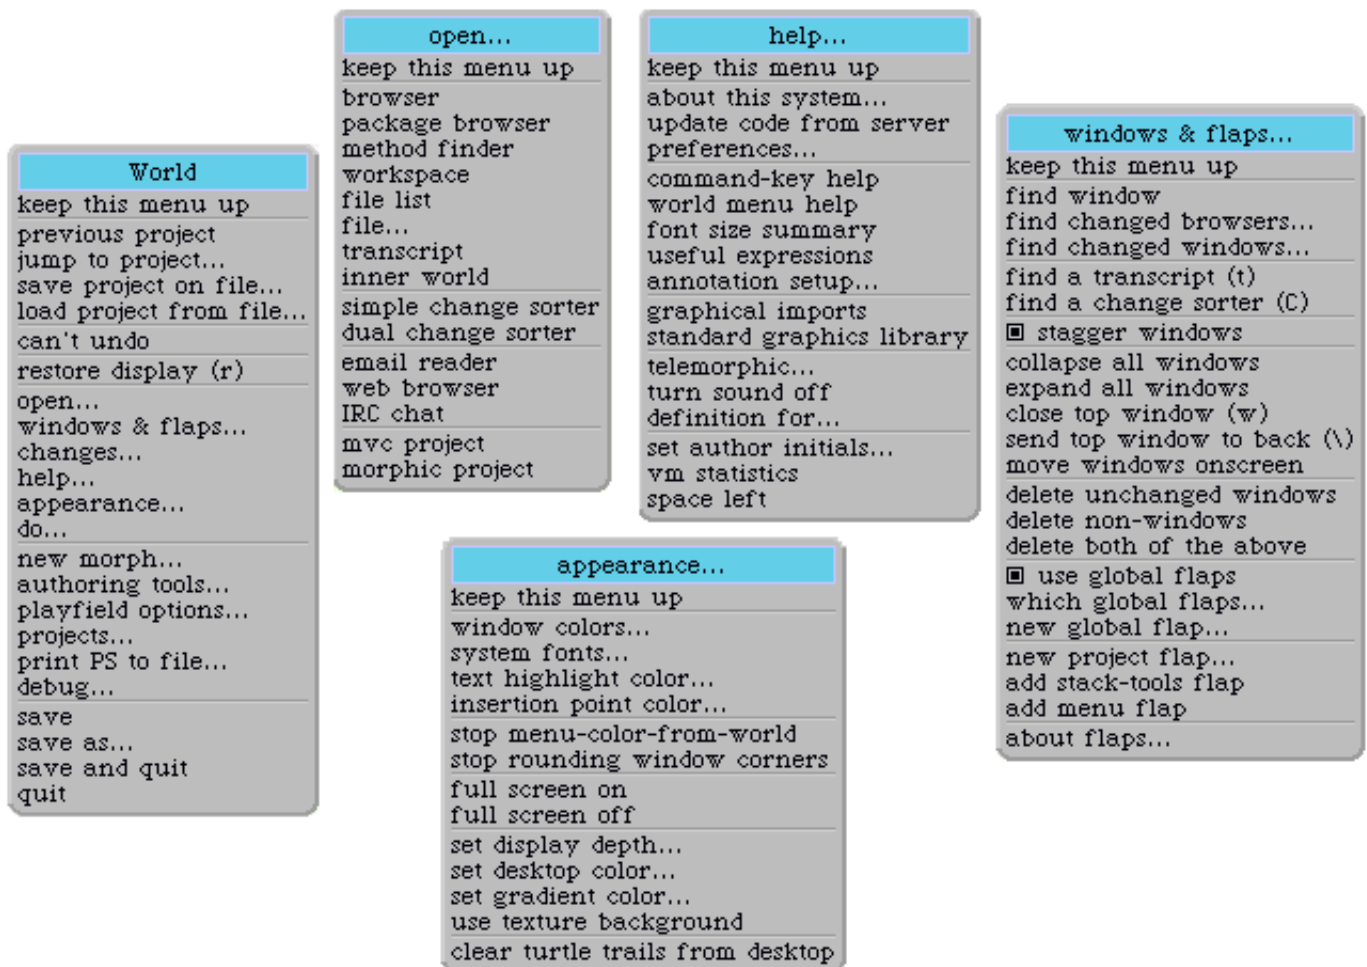 World
keep this menu up
previous project
jump to project...
save project on file...
load project from file...
can't undo
restore display (r)
open...
windows & flaps...
changes...
help...
appearance...
do...
new morph...
authoring tools...
playfield options...
projects...
print PS to file...
debug...
save
save as...
save and quit
quit
open...
keep this menu up
browser
package browser
method finder
workspace
file list
file...
transcript
inner world
simple change sorter
dual change sorter
email reader
web browser
IRC chat
mvc project
morphic project
help...
keep this menu up
about this system...
update code from server
preferences...
command-key help
world menu help
font size summary
useful expressions
annotation setup...
graphical imports
standard graphics library
telemorphic...
turn sound off
definition for...
set author initials...
vm statistics
space left
windows & flaps...
keep this menu up
find window
find changed browsers...
find changed windows...
find a transcript (t)
find a change sorter (C)
stagger windows
collapse all windows
expand all windows
close top window (w)
send top window to back (\)
move windows onscreen
delete unchanged windows
delete non-windows
delete both of the above
use global flaps
which global flaps...
new global flap...
new project flap...
add stack-tools flap
add menu flap
about flaps...
appearance...
keep this menu up
window colors...
system fonts...
text highlight color...
insertion point color...
stop menu-color-from-world
stop rounding window corners
full screen on
full screen off
set display depth...
set desktop color...
set gradient color...
use texture background
clear turtle trails from desktop